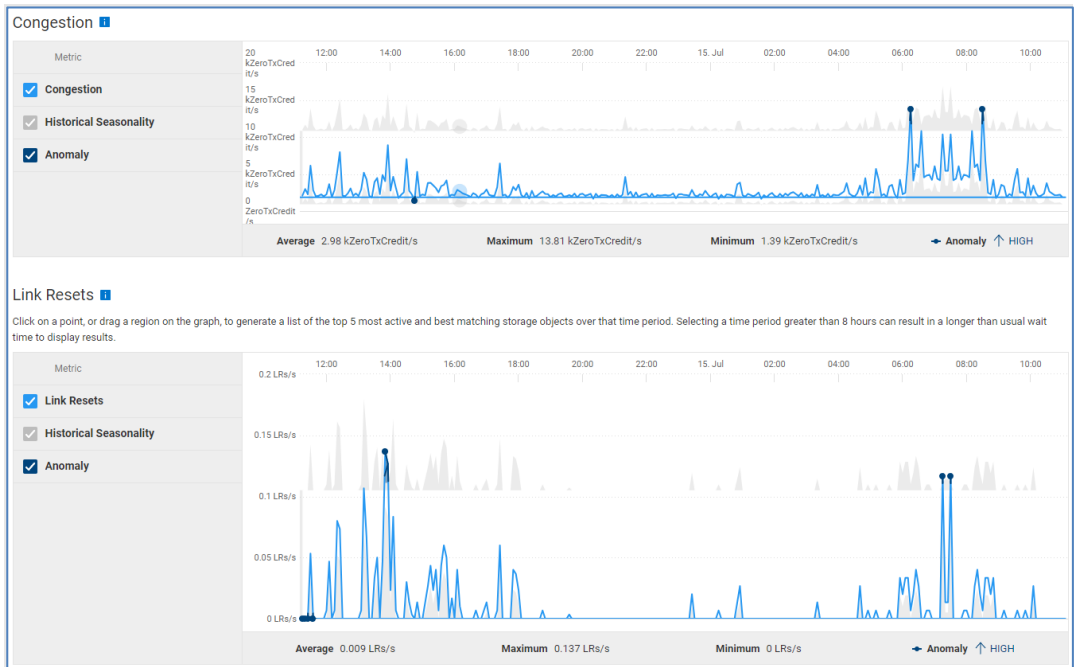 Congestion i
Metric
Congestion
Historical Seasonality
Anomaly
12:00 14:00 16:00 18:00 20:00 22:00 15. Jul 02:00 04:00 06:00 08:00 10:00
20
kZeroTxCred
it/s
15
kZeroTxCred
it/s
10
kZeroTxCred
it/s
5
kZeroTxCred
it/s
0
ZeroTxCredit
/s
Average 2.98 kZeroTxCredit/s Maximum 13.81 kZeroTxCredit/s Minimum 1.39 kZeroTxCredit/s Anomaly ↑ HIGH
Link Resets i
Click on a point, or drag a region on the graph, to generate a list of the top 5 most active and best matching storage objects over that time period. Selecting a time period greater than 8 hours can result in a longer than usual wait
time to display results.
Metric
Link Resets
Historical Seasonality
Anomaly
12:00 14:00 16:00 18:00 20:00 22:00 15. Jul 02:00 04:00 06:00 08:00 10:00
0.2 LRs/s
0.15 LRs/s
0.1 LRs/s
0.05 LRs/s
0 LRs/s
Average 0.009 LRs/s Maximum 0.137 LRs/s Minimum 0 LRs/s Anomaly ↑ HIGH